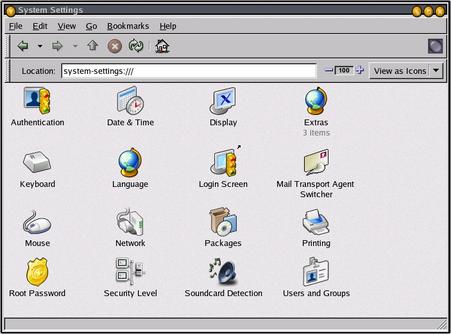 System Settings
File Edit View Go Bookmarks Help
Location: system-settings:/// 100 View as Icons
Authentication Date & Time Display Extras
3 items
Keyboard Language Login Screen Mail Transport Agent
Switcher
Mouse Network Packages Printing
Root Password Security Level Soundcard Detection Users and Groups